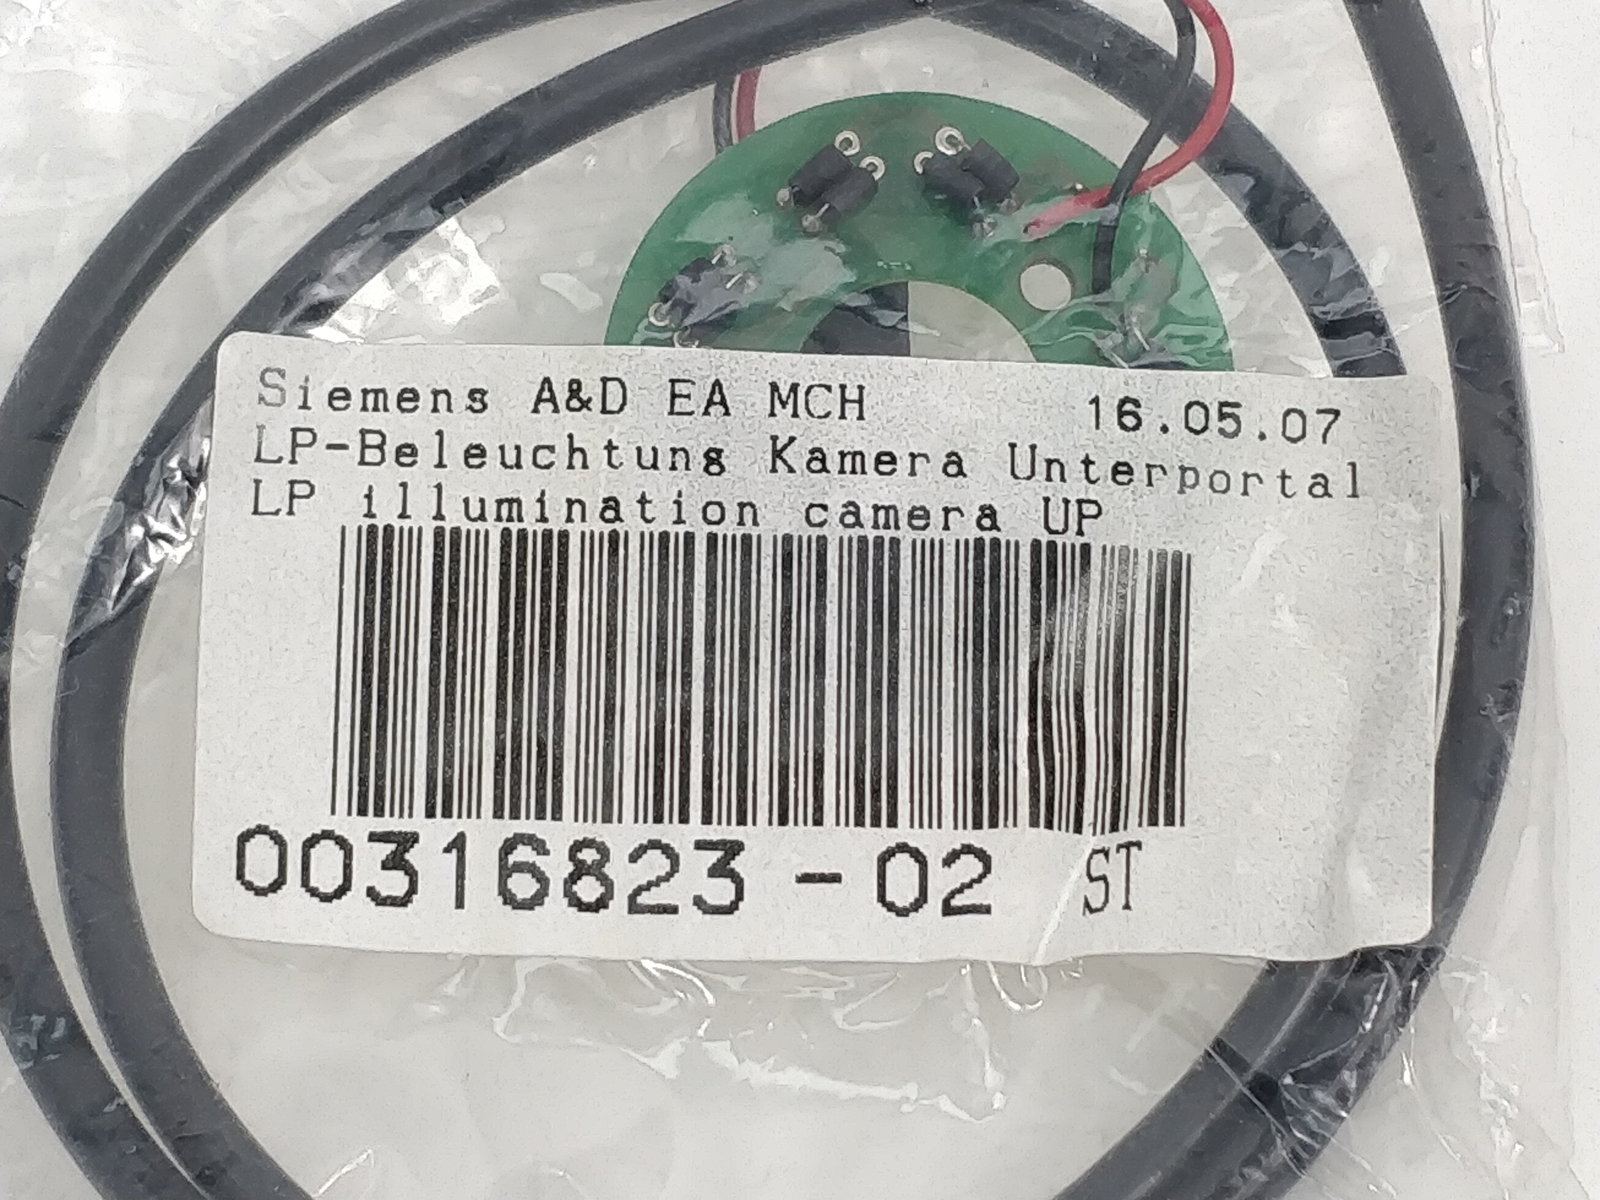 Siemens A&D EA MCH 16.05.07
LP-Beleuchtung Kamera Unterportal
LP illumination camera UP
00316823-02 ST